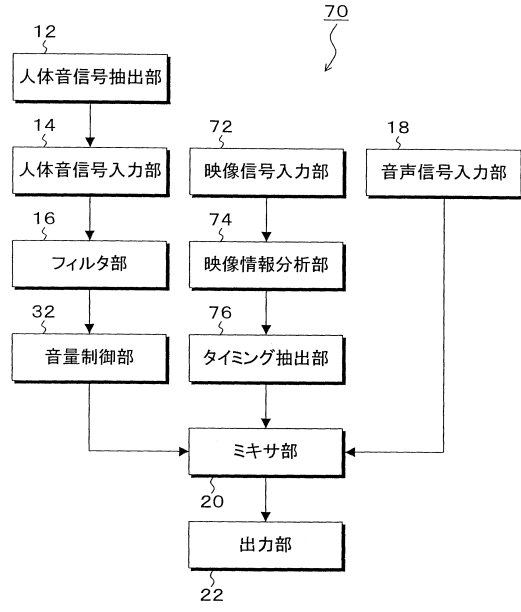 70
12
人体音信号抽出部
14
人体音信号入力部
72
映像信号入力部
18
音声信号入力部
16
フィルタ部
74
映像情報分析部
32
音量制御部
76
タイミング抽出部
ミキサ部
20
出力部
22